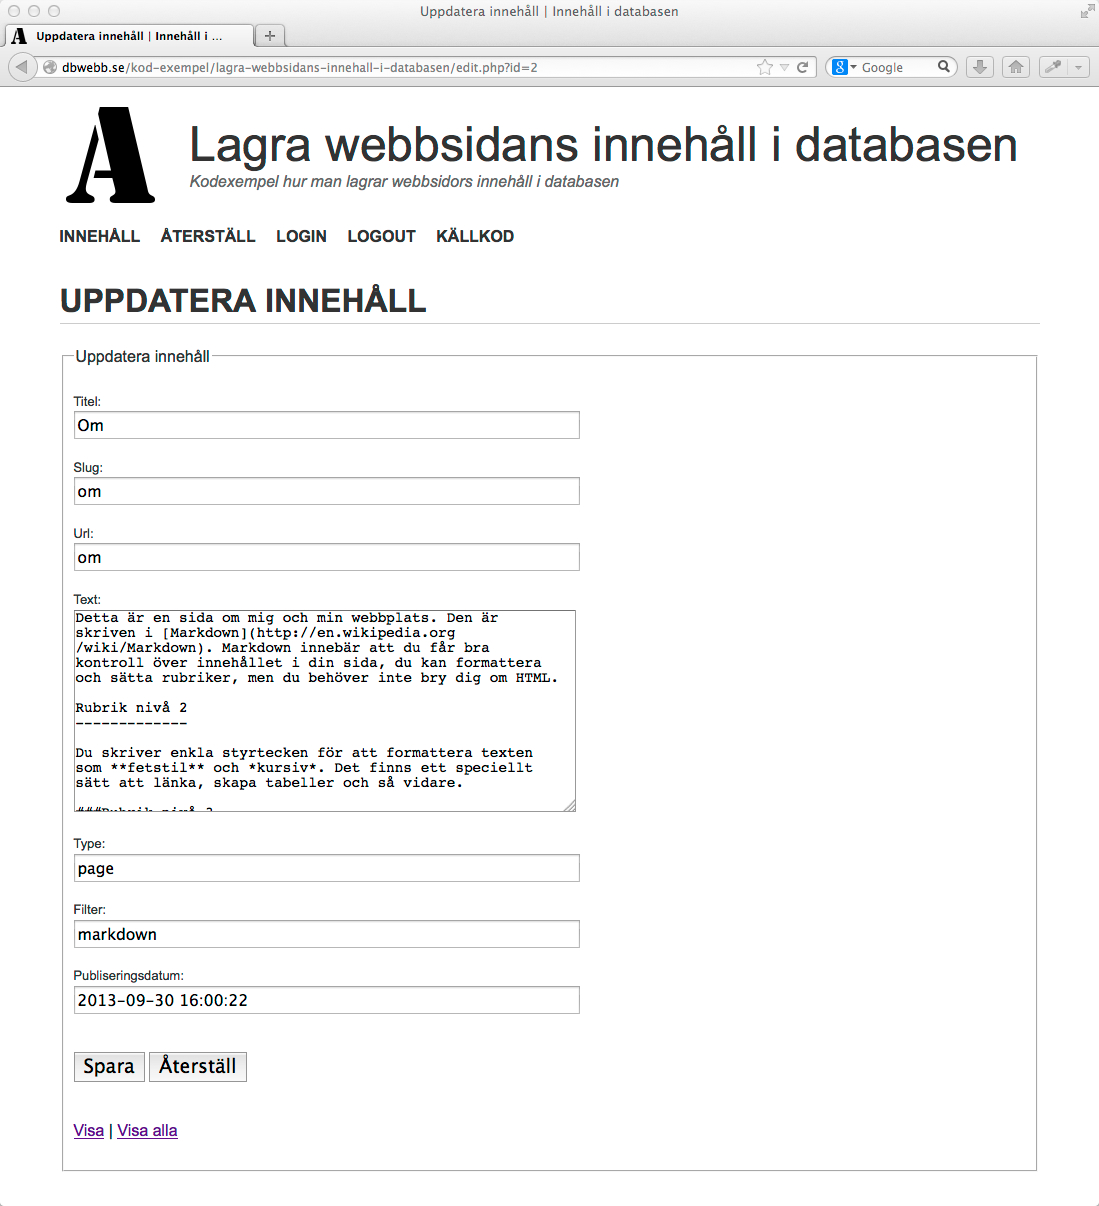 Uppdatera innehåll | Innehåll i databasen
A Uppdatera innehåll | Innehåll i ... +
dbwebb.se/kod-exempel/lagra-webbsidans-innehall-i-databasen/edit.php?id=2
8 Google
A
Lagra webbsidans innehåll i databasen
Kodexempel hur man lagrar webbsidors innehåll i databasen
INNEHÅLL ÅTERSTÄLL LOGIN LOGOUT KÄLLKOD
UPPDATERA INNEHÅLL
Uppdatera innehåll
Titel:
Om
Slug:
om
Url:
om
Text:
Detta är en sida om mig och min webbplats. Den är
skriven i [Markdown](http://en.wikipedia.org
/wiki/Markdown). Markdown innebär att du får bra
kontroll över innehållet i din sida, du kan formattera
och sätta rubriker, men du behöver inte bry dig om HTML.
Rubrik nivå 2
-------------
Du skriver enkla styrtecken för att formattera texten
som **fetstil** och *kursiv*. Det finns ett speciellt
sätt att länka, skapa tabeller och så vidare.
###Rubrik nivå 3
Type:
page
Filter:
markdown
Publiseringsdatum:
2013-09-30 16:00:22
Spara Återställ
Visa | Visa alla